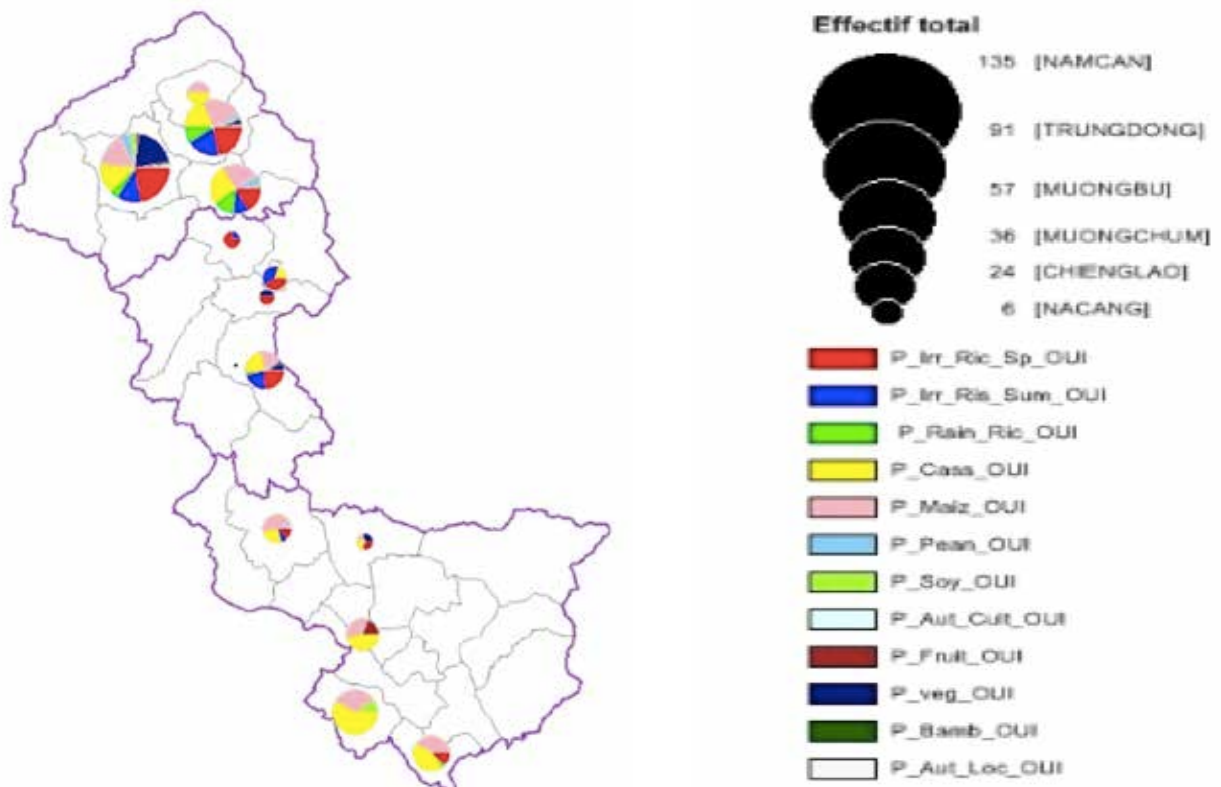 Effectif total
135 [NAMCAN]
91 [TRUNGDONG]
57 [MUONGBU]
36 [MUONGCHUM]
24 [CHIENGLAO]
6 [NACANG]
P_Irr_Ric_Sp_OUI
P_Irr_Ris_Sum_OUI
P_Rain_Ric_OUI
P_Cass_OUI
P_Maiz_OUI
P_Pean_OUI
P_Soy_OUI
P_Aut_Cult_OUI
P_Fruit_OUI
P_veg_OUI
P_Bamb_OUI
P_Aut_Loc_OUI